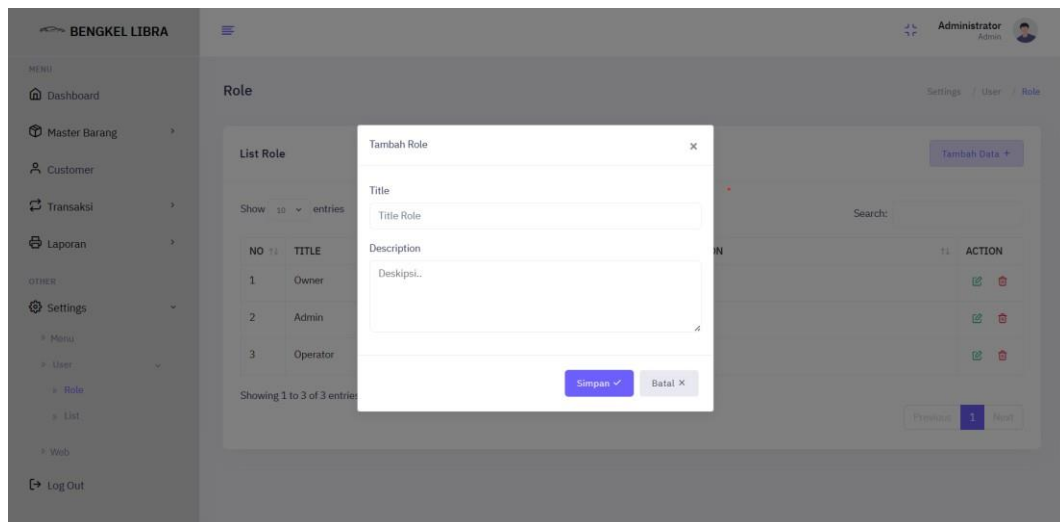 BENGKEL LIBRA
Administrator
Admin
MENU
Dashboard
Master Barang
Customer
Transaksi
Laporan
OTHER
Settings
Menu
User
Role
List
Web
Log Out
Role
Settings / User / Role
List Role
Tambah Data +
Show 10 entries
Search:
NO TITLE ON ACTION
1 Owner
2 Admin
3 Operator
Showing 1 to 3 of 3 entries
Previous 1 Next
Tambah Role ×
Title
Title Role
Description
Deskipsi..
Simpan ✓ Batal ×